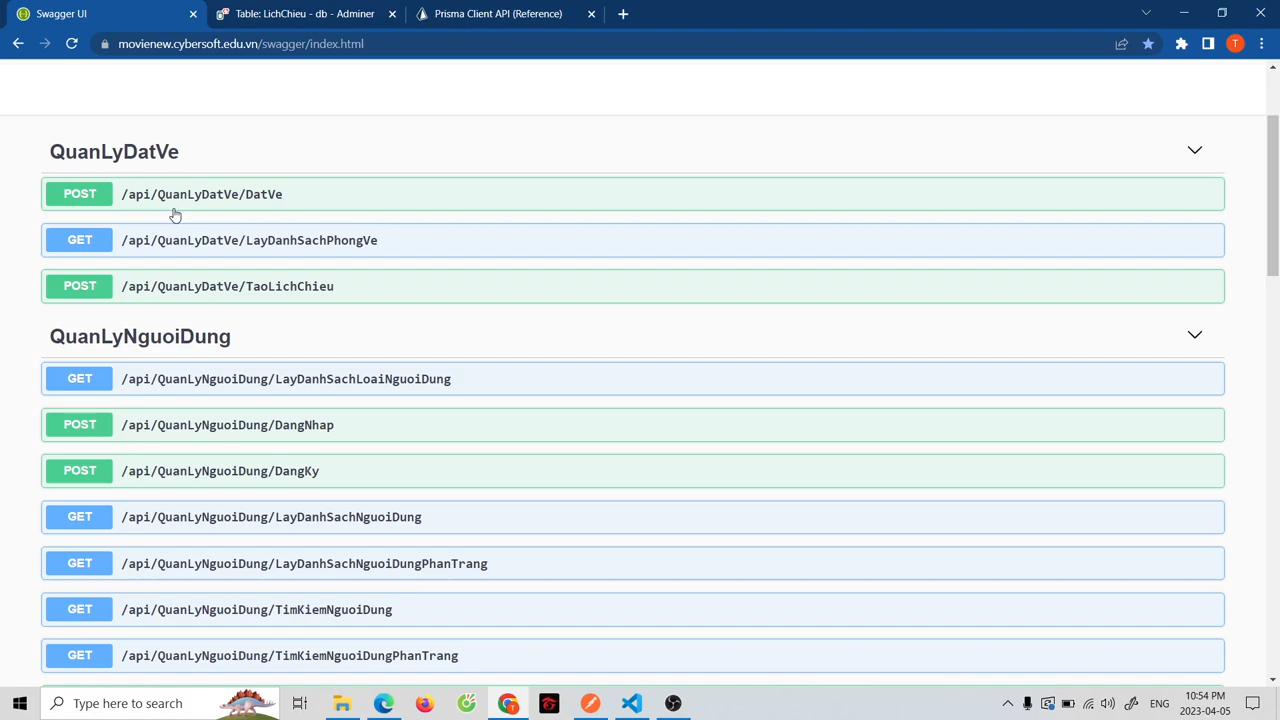 Swagger UI
Table: LichChieu - db - Adminer
Prisma Client API (Reference)
movienew.cybersoft.edu.vn/swagger/index.html
T
QuanLyDatVe
POST /api/QuanLyDatVe/DatVe
GET /api/QuanLyDatVe/LayDanhSachPhongVe
POST /api/QuanLyDatVe/TaoLichChieu
QuanLyNguoiDung
GET /api/QuanLyNguoiDung/LayDanhSachLoaiNguoiDung
POST /api/QuanLyNguoiDung/DangNhap
POST /api/QuanLyNguoiDung/DangKy
GET /api/QuanLyNguoiDung/LayDanhSachNguoiDung
GET /api/QuanLyNguoiDung/LayDanhSachNguoiDungPhanTrang
GET /api/QuanLyNguoiDung/TimKiemNguoiDung
GET /api/QuanLyNguoiDung/TimKiemNguoiDungPhanTrang
Type here to search
ENG
10:54 PM
2023-04-05